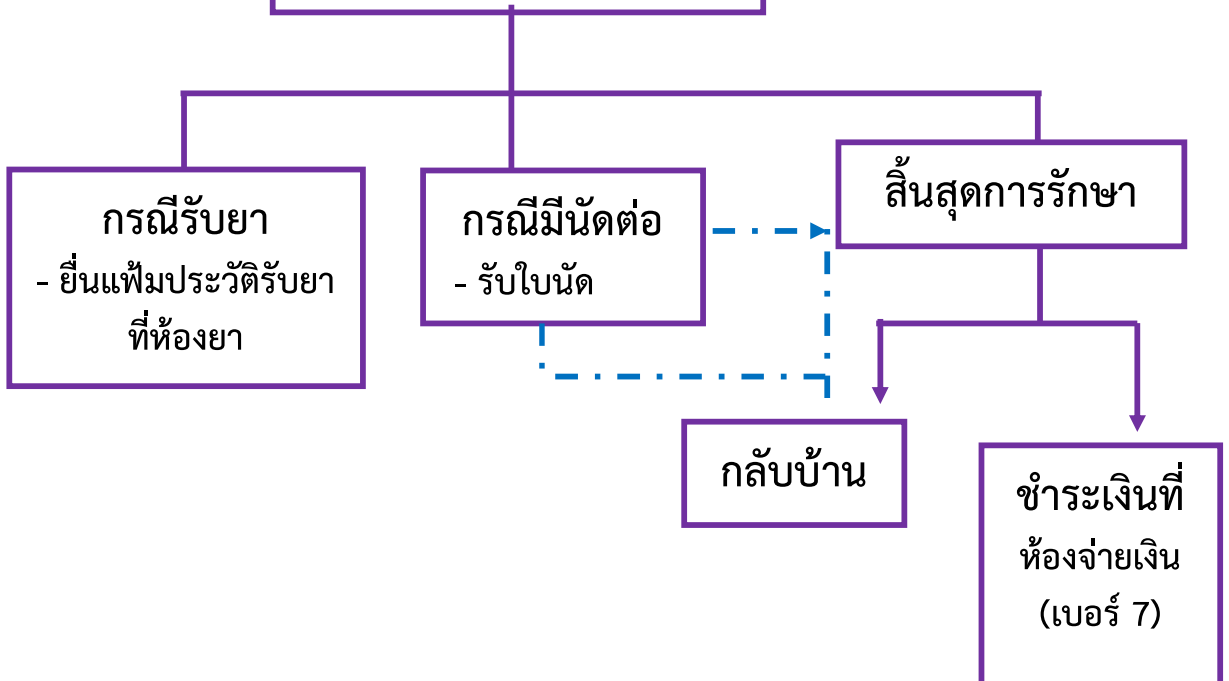 กรณีรับยา
- ยื่นแฟ้มประวัติรับยา
ที่ห้องยา
กรณีมีนัดต่อ
- รับใบนัด
สิ้นสุดการรักษา
กลับบ้าน
ชำระเงินที่
ห้องจ่ายเงิน
(เบอร์ 7)